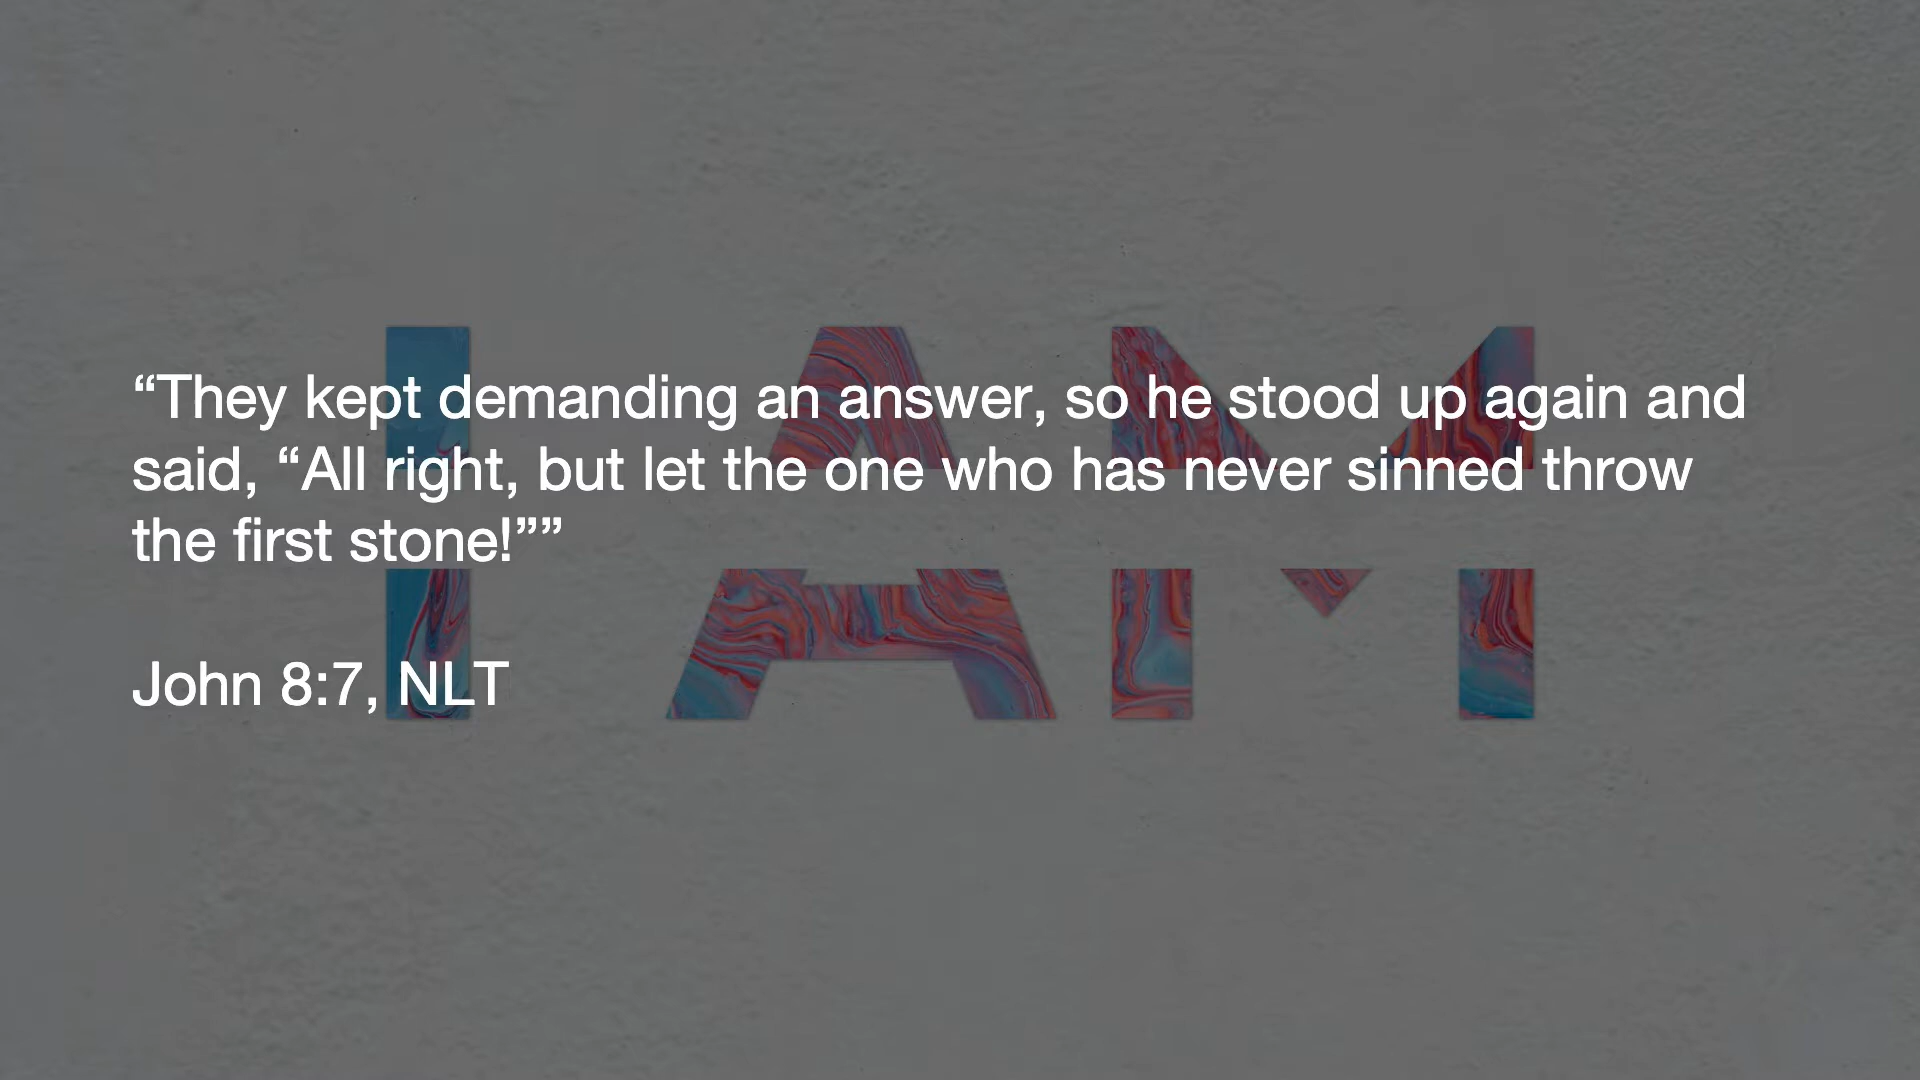 I AM
“They kept demanding an answer, so he stood up again and
said, “All right, but let the one who has never sinned throw
the first stone!””
John 8:7, NLT